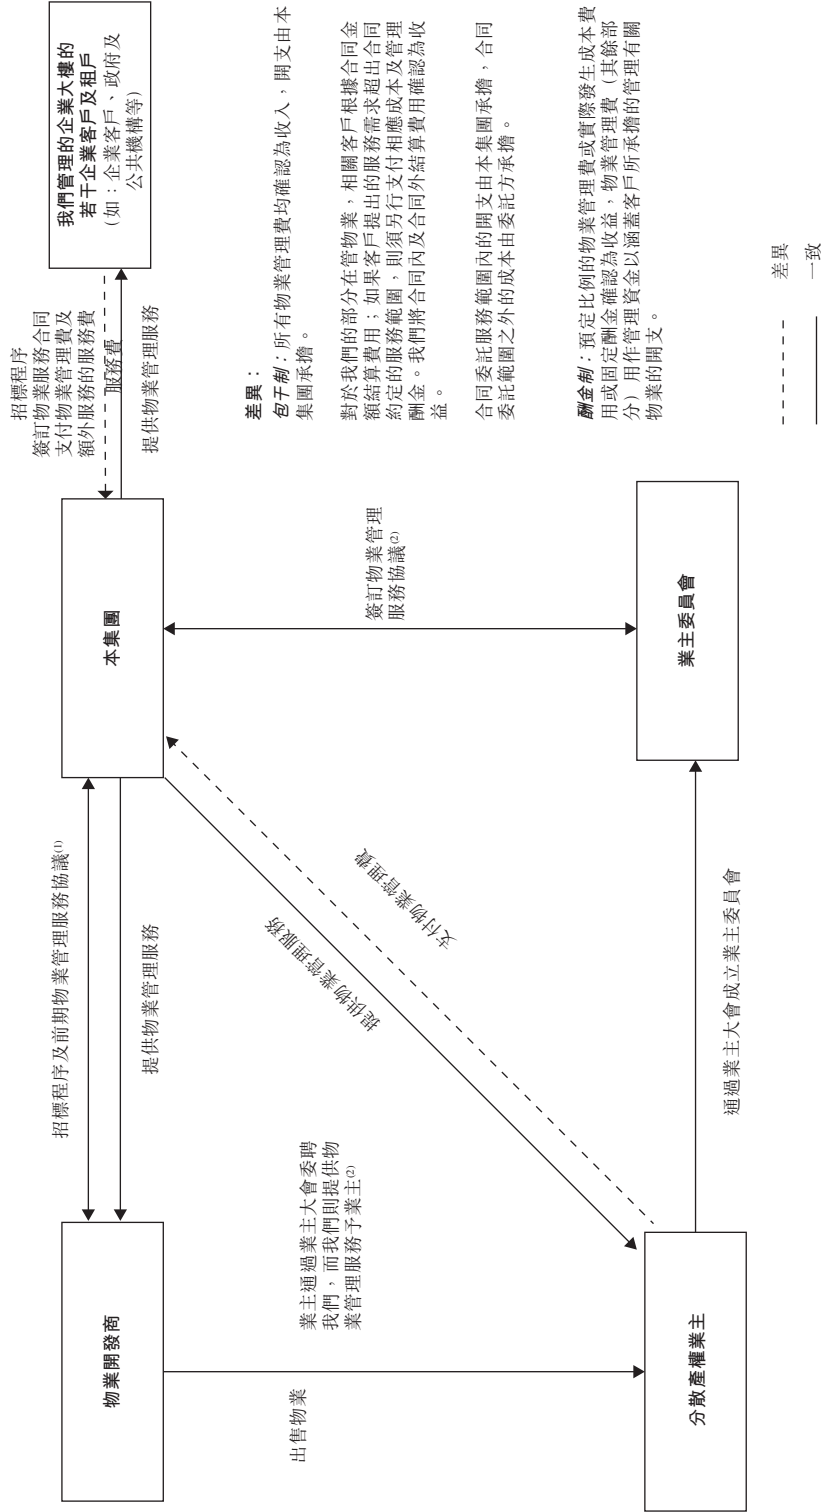 物業開發商
招標程序及前期物業管理服務協議(1)
提供物業管理服務
本集團
招標程序
簽訂物業服務合同
支付物業管理費及
額外服務的服務費
服務費
提供物業管理服務
我們管理的企業大樓的
若干企業客戶及租戶
(如：企業客戶、政府及
公共機構等)
出售物業
業主通過業主大會委聘
我們，而我們則提供物
業管理服務予業主(2)
提供物業管理服務
支付物業管理費
簽訂物業管理
服務協議(2)
分散產權業主
通過業主大會成立業主委員會
業主委員會
差異：
包干制：所有物業管理費均確認為收入，開支由本
集團承擔。
對於我們的部分在管物業，相關客戶根據合同金
額結算費用；如果客戶提出的服務需求超出合同
約定的服務範圍，則須另行支付相應成本及管理
酬金。我們將合同內及合同外結算費用確認為收
益。
合同委託服務範圍內的開支由本集團承擔，合同
委託範圍之外的成本由委託方承擔。
酬金制：預定比例的物業管理費或實際發生成本費
用或固定酬金確認為收益，物業管理費（其餘部
分）用作管理資金以涵蓋客戶所承擔的管理有關
物業的開支。
差異
一致